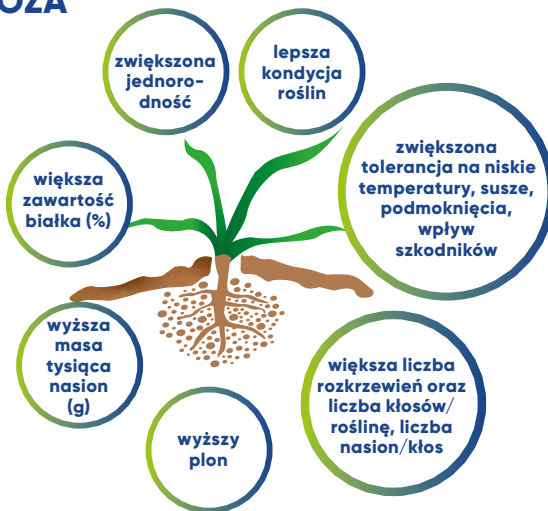 zwiększona
jednoro-
dność
lepsza
kondycja
roślin
zwiększona
tolerancja na niskie
temperatury, susze,
podmoknięcia,
wpływ
szkodników
większa
zawartość
białka (%)
wyższa
masa
tysiąca
nasion
(g)
wyższy
plon
większa liczba
rozkrzewień oraz
liczba kłosów/
roślinę, liczba
nasion/kłos